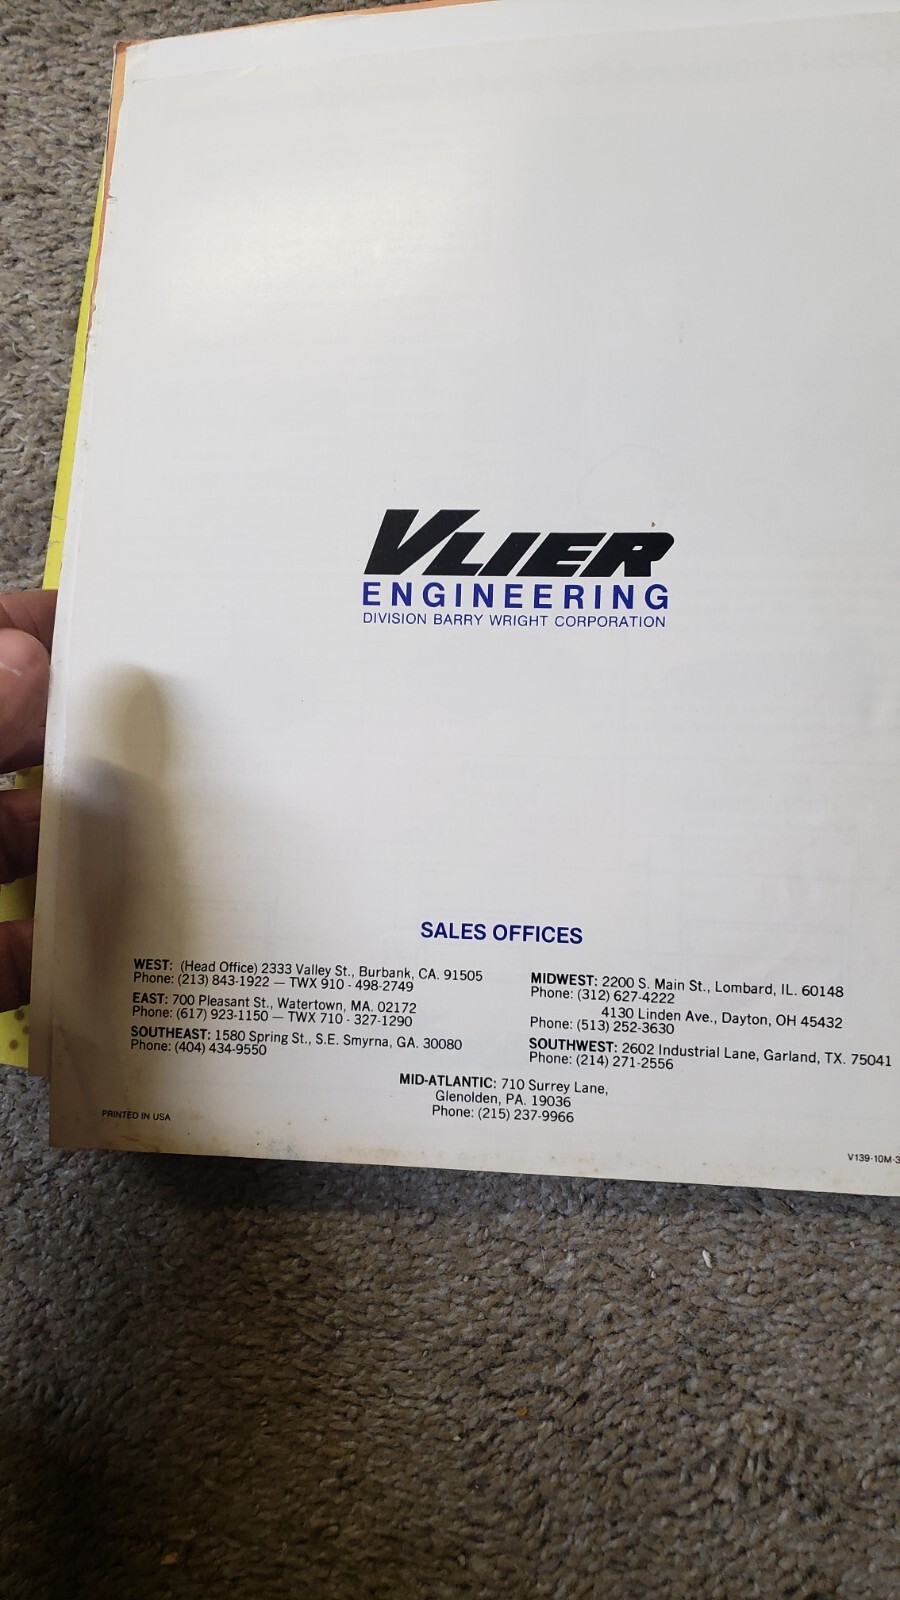 VLIER
ENGINEERING
DIVISION BARRY WRIGHT CORPORATION
SALES OFFICES
WEST: (Head Office) 2333 Valley St., Burbank, CA. 91505
Phone: (213) 843-1922 — TWX 910 - 498-2749
EAST: 700 Pleasant St., Watertown, MA. 02172
Phone: (617) 923-1150 — TWX 710 - 327-1290
SOUTHEAST: 1580 Spring St., S.E. Smyrna, GA. 30080
Phone: (404) 434-9550
MIDWEST: 2200 S. Main St., Lombard, IL. 60148
Phone: (312) 627-4222
4130 Linden Ave., Dayton, OH 45432
Phone: (513) 252-3630
SOUTHWEST: 2602 Industrial Lane, Garland, TX. 75041
Phone: (214) 271-2556
MID-ATLANTIC: 710 Surrey Lane,
Glenolden, PA. 19036
Phone: (215) 237-9966
PRINTED IN USA
V139-10M-3